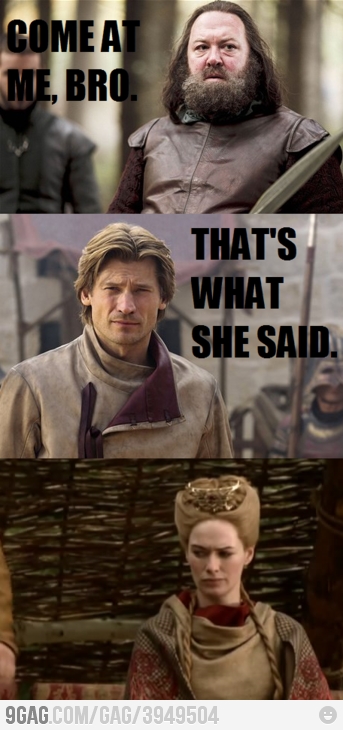 COME AT
ME, BRO.
THAT'S
WHAT
SHE SAID.
9GAG.COM/GAG/3949504